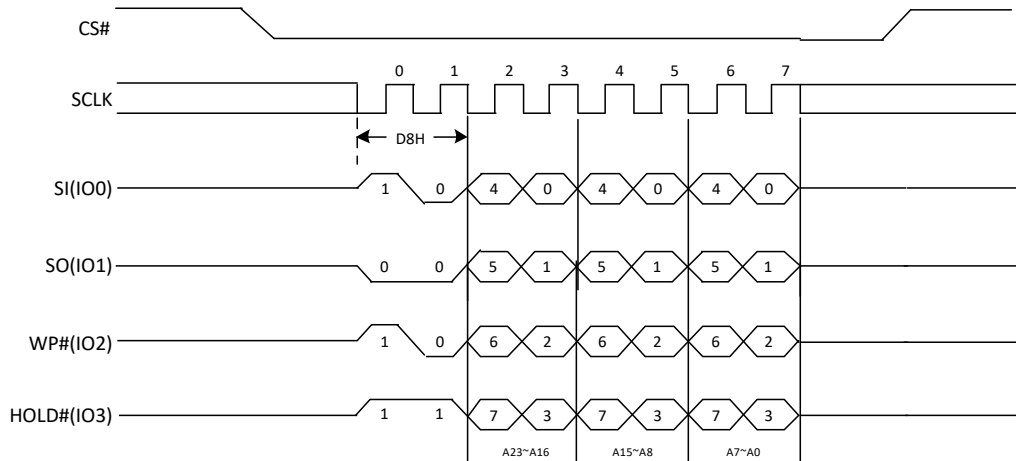 CS#
0 1 2 3 4 5 6 7
SCLK
D8H
SI(IO0) 1 0 4 0 4 0 4 0
SO(IO1) 0 0 5 1 5 1 5 1
WP#(IO2) 1 0 6 2 6 2 6 2
HOLD#(IO3) 1 1 7 3 7 3 7 3
A23~A16 A15~A8 A7~A0